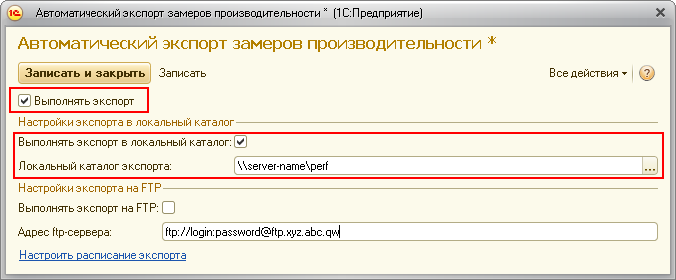 Автоматический экспорт замеров производительности * (1С:Предприятие)
Автоматический экспорт замеров производительности *
Записать и закрыть Записать Все действия ?
Выполнять экспорт
Настройки экспорта в локальный каталог
Выполнять экспорт в локальный каталог:
Локальный каталог экспорта: \\server-name\perf ...
Настройки экспорта на FTP
Выполнять экспорт на FTP:
Адрес ftp-сервера: ftp://login:password@ftp.xyz.abc.qw
Настроить расписание экспорта